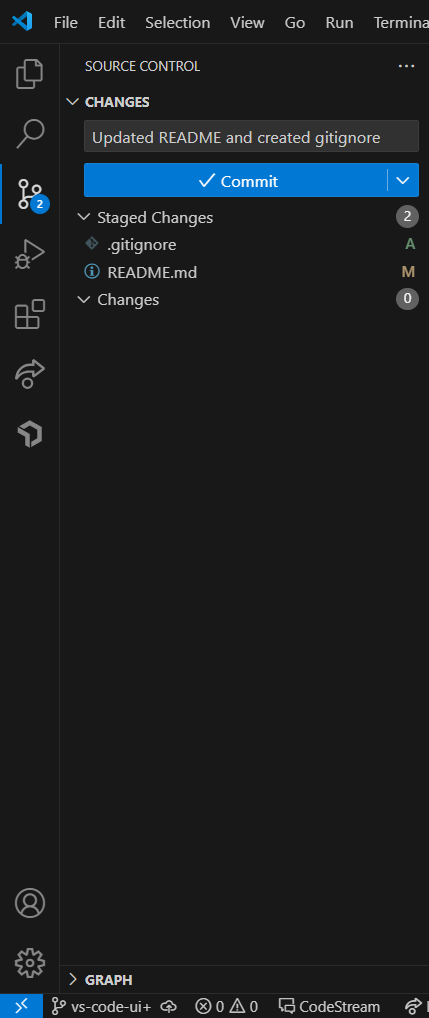 File Edit Selection View Go Run Termina
SOURCE CONTROL
CHANGES
Updated README and created gitignore
Commit
2
Staged Changes 2
.gitignore A
README.md M
Changes 0
GRAPH
vs-code-ui+ 0 0 CodeStream